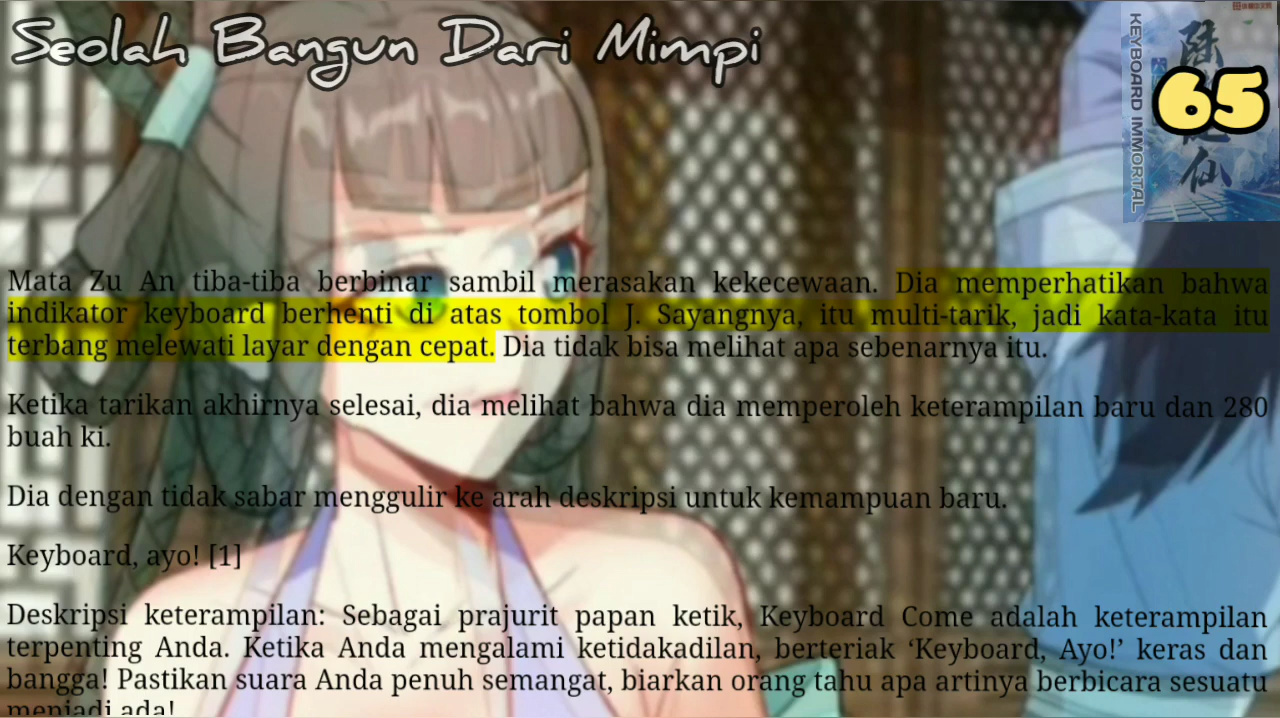 Seolah Bangun Dari Mimpi
KEYBOARD IMMORTAL
65
Mata Zu An tiba-tiba berbinar sambil merasakan kekecewaan. Dia memperhatikan bahwa
indikator keyboard berhenti di atas tombol J. Sayangnya, itu multi-tarik, jadi kata-kata itu
terbang melewati layar dengan cepat. Dia tidak bisa melihat apa sebenarnya itu.
Ketika tarikan akhirnya selesai, dia melihat bahwa dia memperoleh keterampilan baru dan 280
buah ki.
Dia dengan tidak sabar menggulir ke arah deskripsi untuk kemampuan baru.
Keyboard, ayo! [1]
Deskripsi keterampilan: Sebagai prajurit papan ketik, Keyboard Come adalah keterampilan
terpenting Anda. Ketika Anda mengalami ketidakadilan, berteriak ‘Keyboard, Ayo!’ keras dan
bangga! Pastikan suara Anda penuh semangat, biarkan orang tahu apa artinya berbicara sesuatu
menjadi ada!